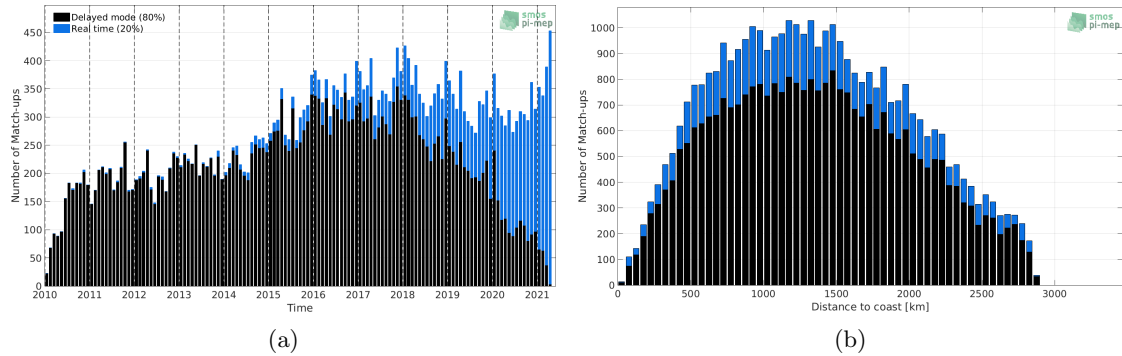 Delayed mode (80%)
Real time (20%)
smos
pi-mep
450
400
350
300
250
200
150
100
50
0
Number of Match-ups
2010 2011 2012 2013 2014 2015 2016 2017 2018 2019 2020 2021
Time
(a)
smos
pi-mep
1000
900
800
700
600
500
400
300
200
100
0
Number of Match-ups
0 500 1000 1500 2000 2500 3000
Distance to coast [km]
(b)